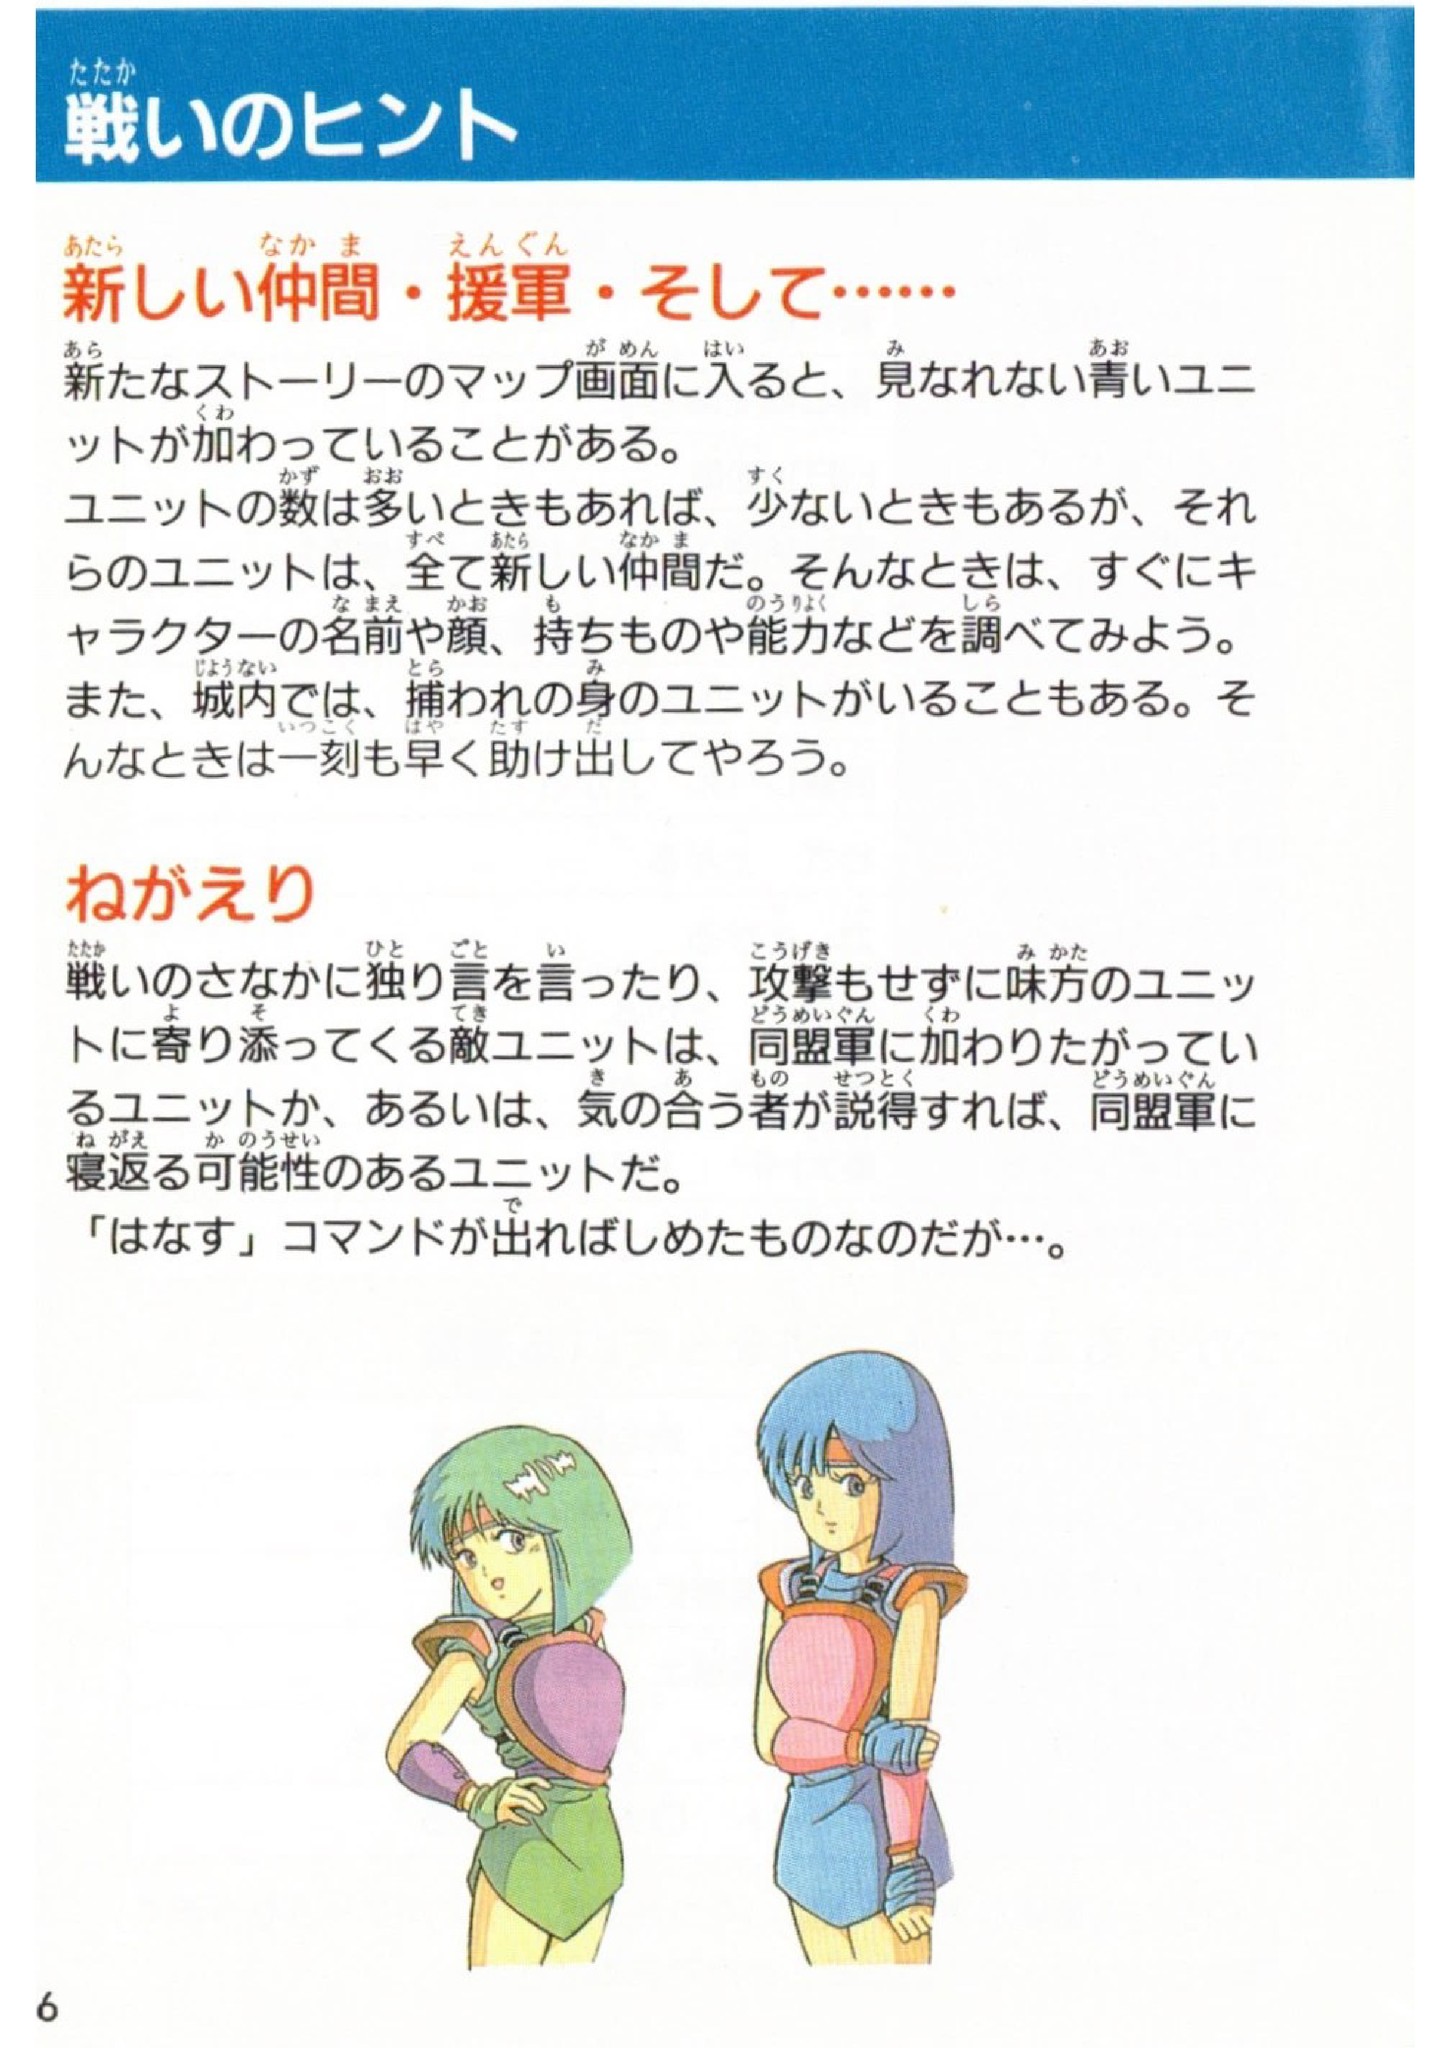 戦いのヒント
新しい仲間・援軍・そして……
新たなストーリーのマップ画面に入ると、見なれない青いユニ
ットが加わっていることがある。
ユニットの数は多いときもあれば、少ないときもあるが、それ
らのユニットは、全て新しい仲間だ。そんなときは、すぐにキ
ャラクターの名前や顔、持ちものや能力などを調べてみよう。
また、城内では、捕われの身のユニットがいることもある。そ
んなときは一刻も早く助け出してやろう。
ねがえり
戦いのさなかに独り言を言ったり、攻撃もせずに味方のユニッ
トに寄り添ってくる敵ユニットは、同盟軍に加わりたがってい
るユニットか、あるいは、気の合う者が説得すれば、同盟軍に
寝返る可能性のあるユニットだ。
「はなす」コマンドが出ればしめたものなのだが…。
6